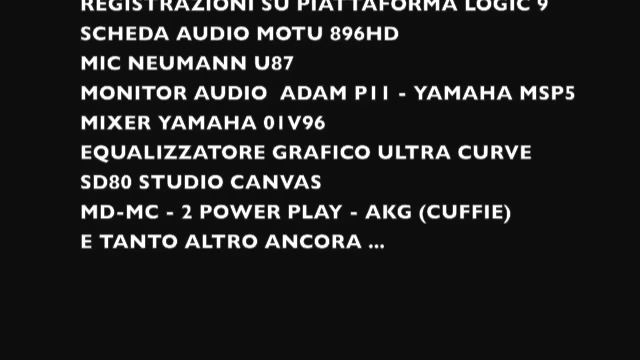 REGISTRAZIONI SU PIATTAFORMA LOGIC 9
SCHEDA AUDIO MOTU 896HD
MIC NEUMANN U87
MONITOR AUDIO  ADAM P11 - YAMAHA MSP5
MIXER YAMAHA 01V96
EQUALIZZATORE GRAFICO ULTRA CURVE
SD80 STUDIO CANVAS
MD-MC - 2 POWER PLAY - AKG (CUFFIE)
E TANTO ALTRO ANCORA ...